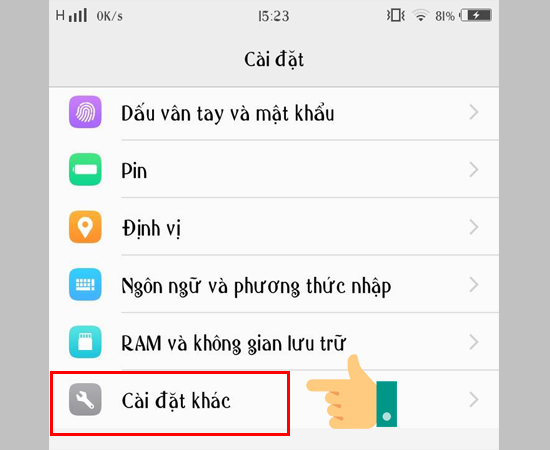 H 0K/s 15:23 81%
Cài đặt
Dấu vân tay và mật khẩu
Pin
Định vị
Ngôn ngữ và phương thức nhập
RAM và không gian lưu trữ
Cài đặt khác